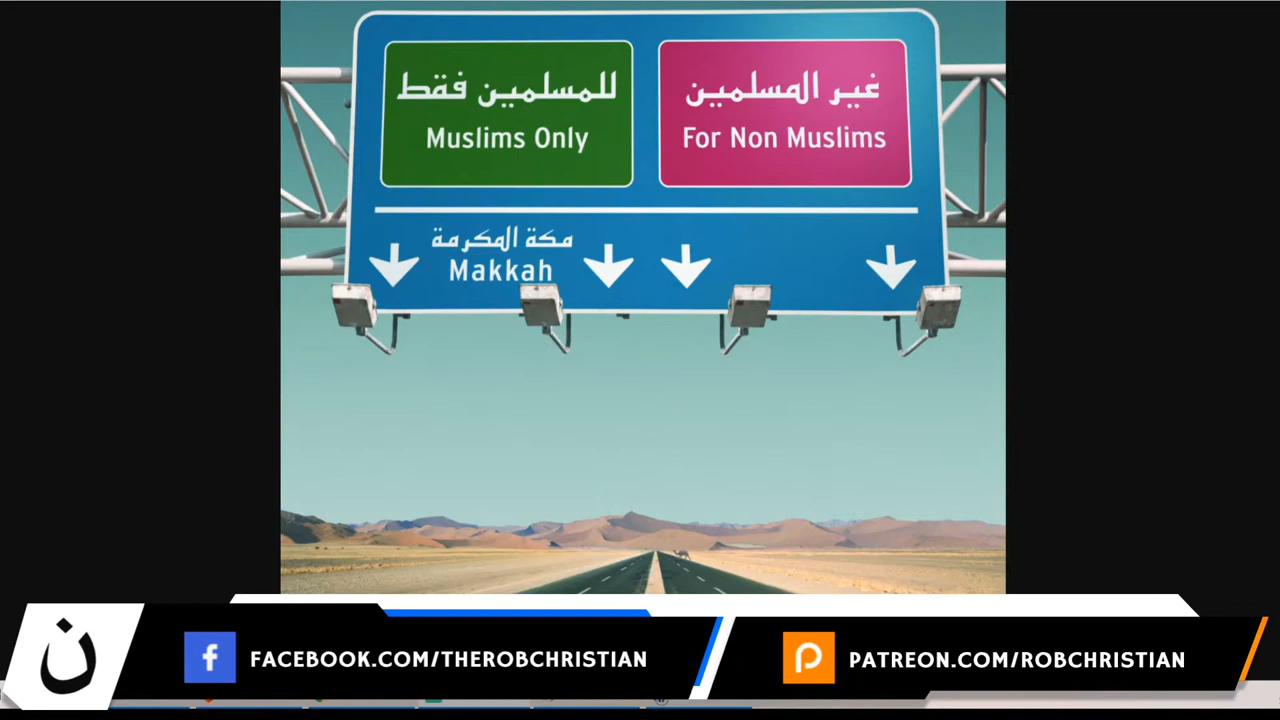 للمسلمين فقط
Muslims Only
غير المسلمين
For Non Muslims
مكة المكرمة
Makkah
ن
FACEBOOK.COM/THEROBCHRISTIAN
PATREON.COM/ROBCHRISTIAN